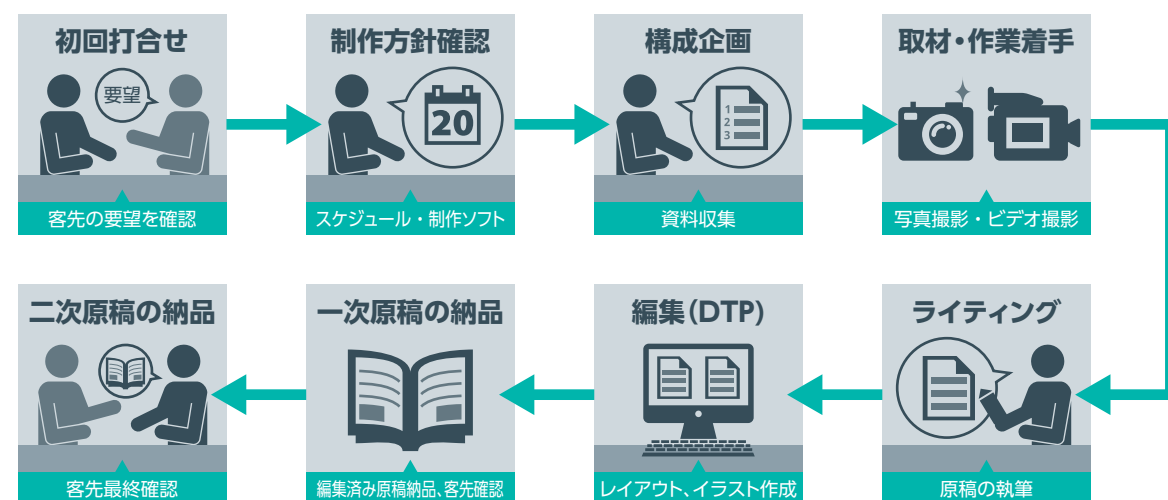 初回打合せ
要望
客先の要望を確認
制作方針確認
20
スケジュール・制作ソフト
構成企画
1
2
3
資料収集
取材・作業着手
写真撮影・ビデオ撮影
ライティング
原稿の執筆
編集(DTP)
レイアウト、イラスト作成
一次原稿の納品
編集済み原稿納品、客先確認
二次原稿の納品
客先最終確認